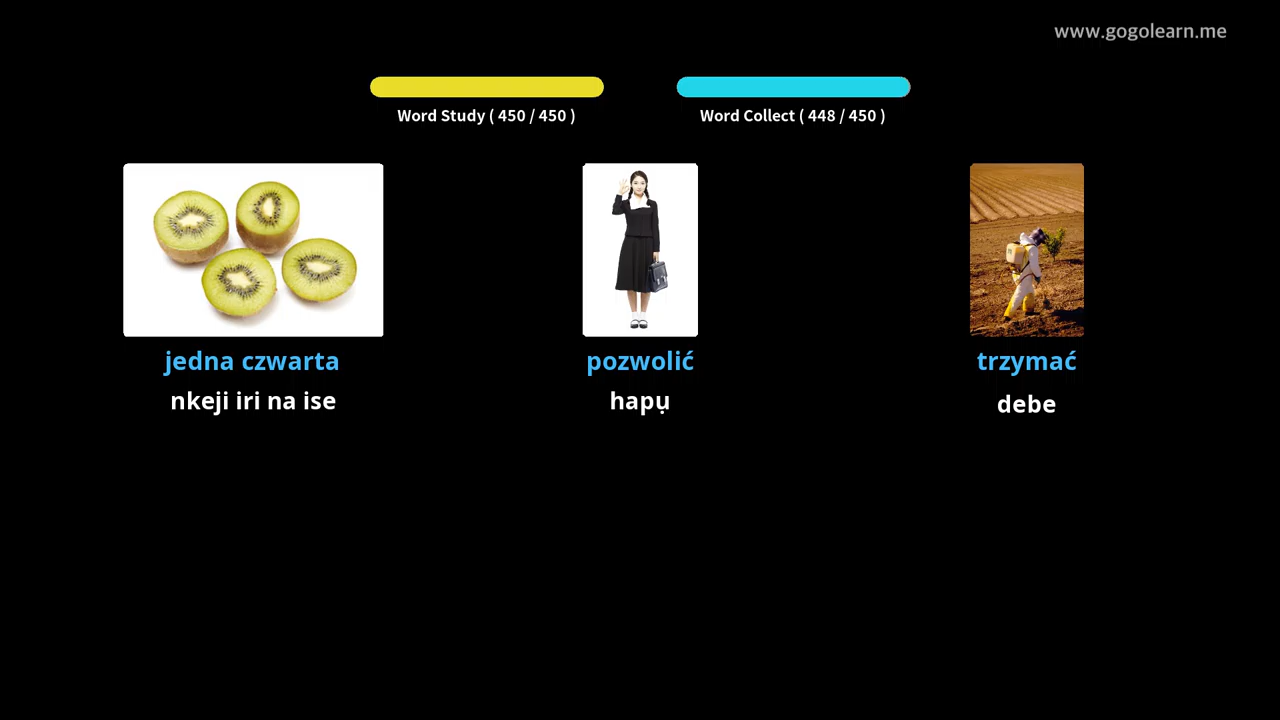 www.gogolearn.me
Word Study ( 450 / 450 )
Word Collect ( 448 / 450 )
jedna czwarta
nkeji iri na ise
pozwolić
hapụ
trzymać
debe